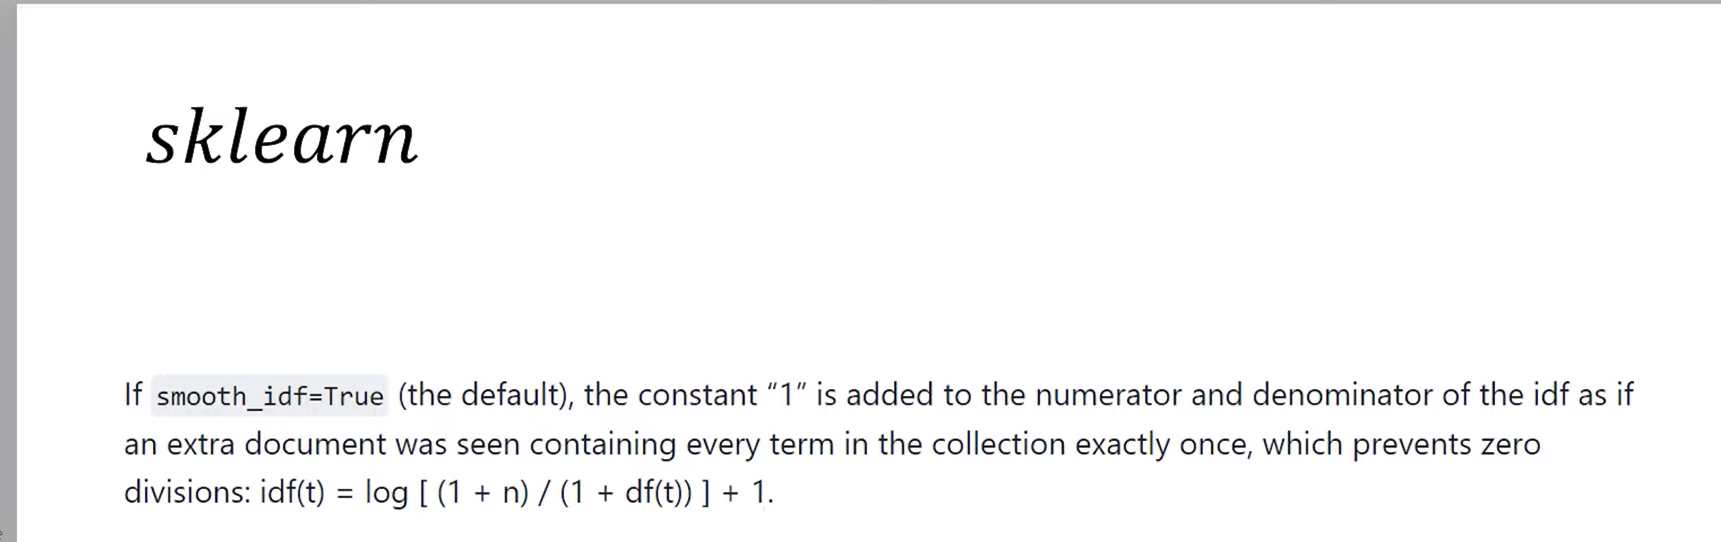 sklearn
If smooth_idf=True (the default), the constant “1” is added to the numerator and denominator of the idf as if
an extra document was seen containing every term in the collection exactly once, which prevents zero
divisions: idf(t) = log [ (1 + n) / (1 + df(t)) ] + 1.